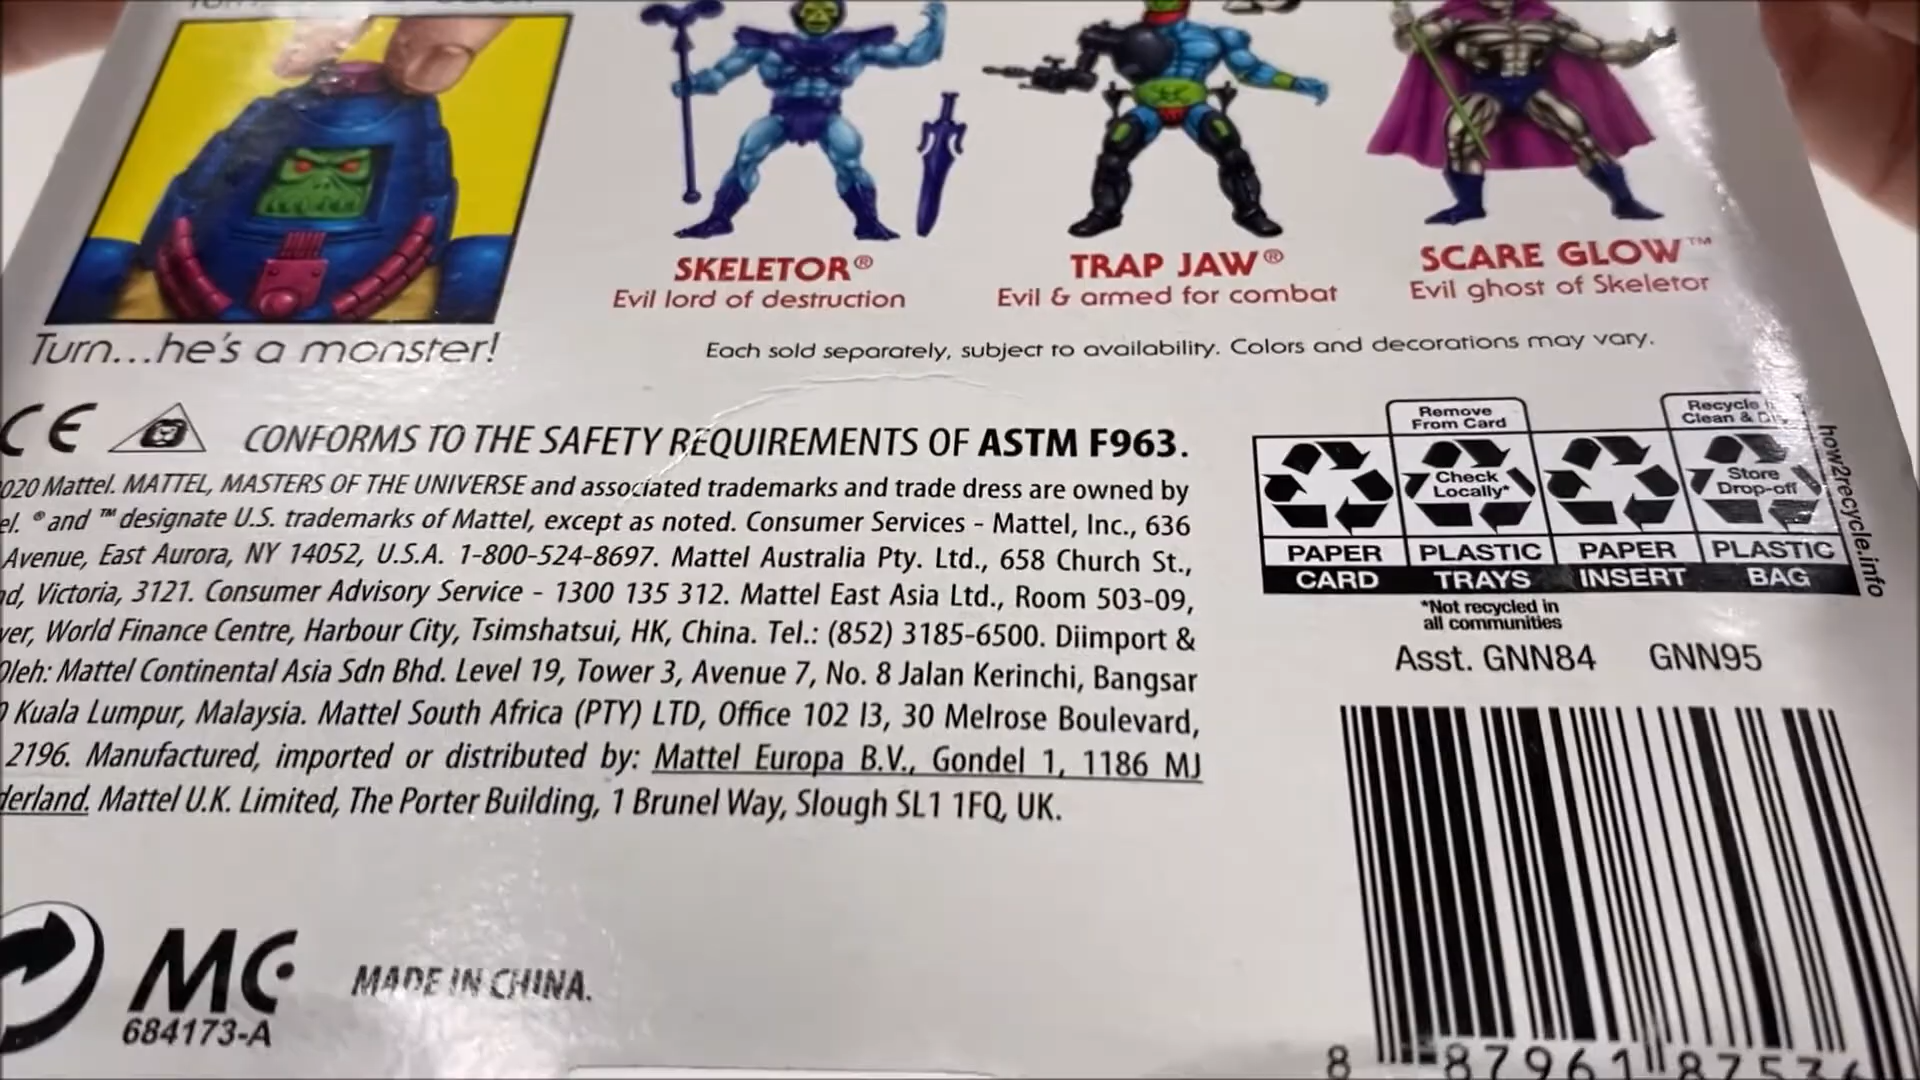 SKELETOR®
Evil lord of destruction
TRAP JAW®
Evil & armed for combat
SCARE GLOW™
Evil ghost of Skeletor
Turn...he's a monster!
Each sold separately, subject to availability. Colors and decorations may vary.
CE
CONFORMS TO THE SAFETY REQUIREMENTS OF ASTM F963.
020 Mattel. MATTEL, MASTERS OF THE UNIVERSE and associated trademarks and trade dress are owned by
el. ® and ™ designate U.S. trademarks of Mattel, except as noted. Consumer Services - Mattel, Inc., 636
Avenue, East Aurora, NY 14052, U.S.A. 1-800-524-8697. Mattel Australia Pty. Ltd., 658 Church St.,
nd, Victoria, 3121. Consumer Advisory Service - 1300 135 312. Mattel East Asia Ltd., Room 503-09,
wer, World Finance Centre, Harbour City, Tsimshatsui, HK, China. Tel.: (852) 3185-6500. Diimport &
Oleh: Mattel Continental Asia Sdn Bhd. Level 19, Tower 3, Avenue 7, No. 8 Jalan Kerinchi, Bangsar
Kuala Lumpur, Malaysia. Mattel South Africa (PTY) LTD, Office 102 I3, 30 Melrose Boulevard,
2196. Manufactured, imported or distributed by: Mattel Europa B.V., Gondel 1, 1186 MJ
derland. Mattel U.K. Limited, The Porter Building, 1 Brunel Way, Slough SL1 1FQ, UK.
MC
684173-A
MADE IN CHINA.
Remove
From Card
Recycle
Clean &
Check
Locally*
Store
Drop-off
PAPER PLASTIC PAPER PLASTIC
CARD TRAYS INSERT BAG
how2recycle.info
*Not recycled in
all communities
Asst. GNN84 GNN95
8 87961 8753